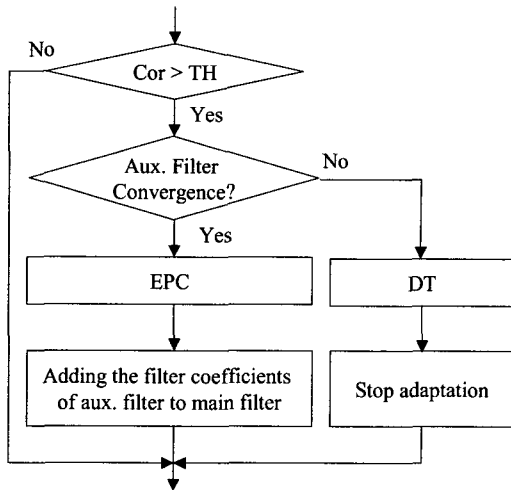 No
Cor > TH
Yes
Aux. Filter
Convergence?
No
Yes
EPC
DT
Adding the filter coefficients
of aux. filter to main filter
Stop adaptation